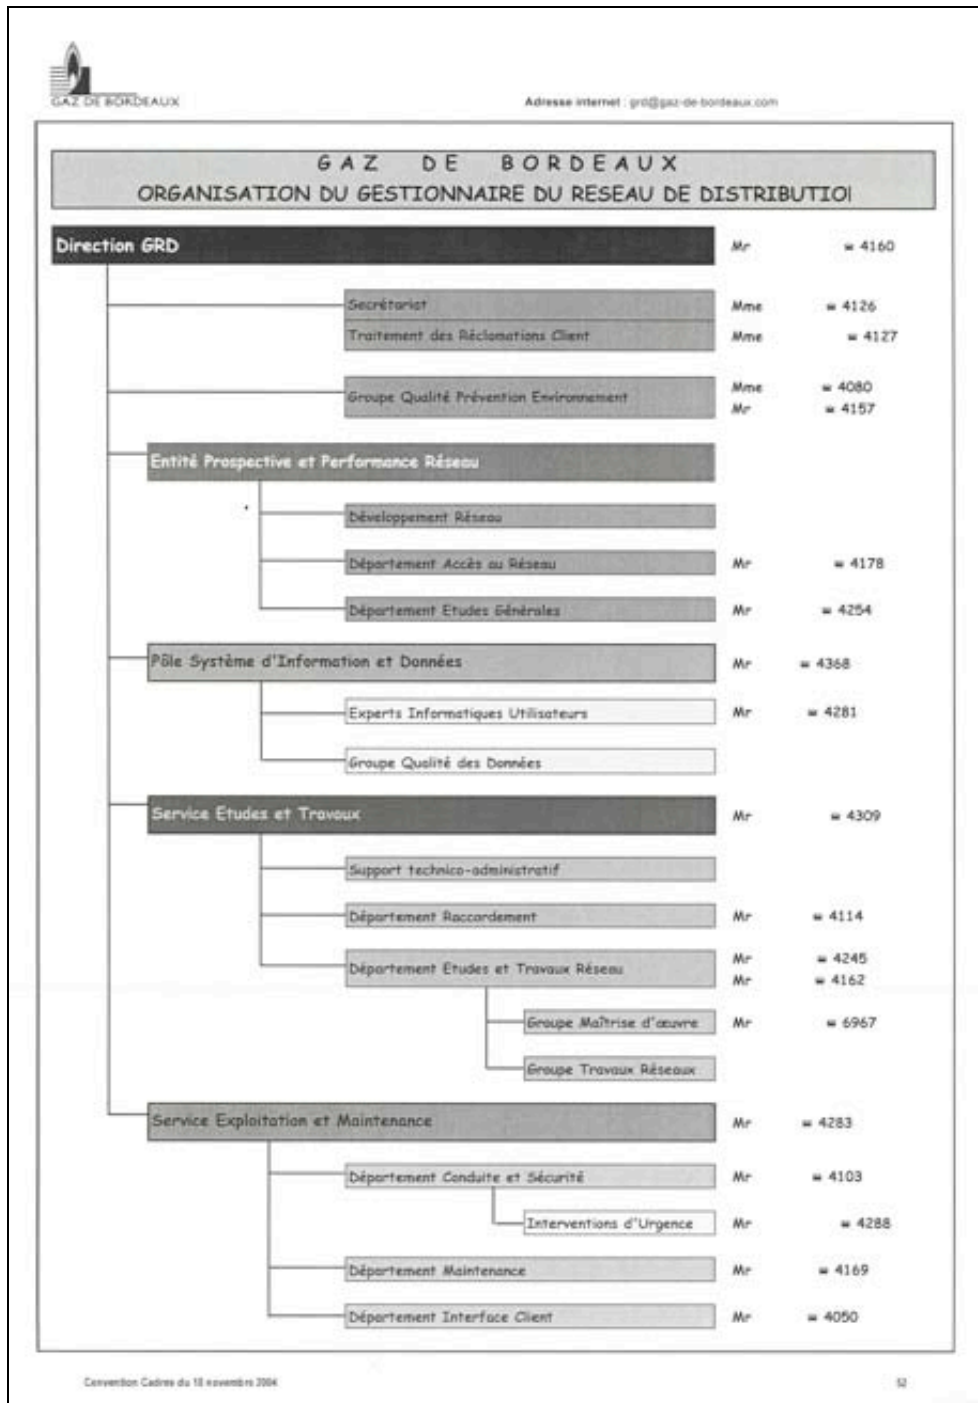 GAZ DE BORDEAUX
Adresse internet : grd@gaz-de-bordeaux.com
GAZ DE BORDEAUX
ORGANISATION DU GESTIONNAIRE DU RESEAU DE DISTRIBUTIO
Direction GRD Mr ☎ 4160
Secrétariat Mme ☎ 4126
Traitement des Réclamations Client Mme ☎ 4127
Groupe Qualité Prévention Environnement Mme ☎ 4080
Mr ☎ 4157
Entité Prospective et Performance Réseau
Développement Réseau
Département Accès au Réseau Mr ☎ 4178
Département Etudes Générales Mr ☎ 4254
Pôle Système d'Information et Données Mr ☎ 4368
Experts Informatiques Utilisateurs Mr ☎ 4281
Groupe Qualité des Données
Service Etudes et Travaux Mr ☎ 4309
Support technico-administratif
Département Raccordement Mr ☎ 4114
Département Etudes et Travaux Réseau Mr ☎ 4245
Mr ☎ 4162
Groupe Maîtrise d'œuvre Mr ☎ 6967
Groupe Travaux Réseaux
Service Exploitation et Maintenance Mr ☎ 4283
Département Conduite et Sécurité Mr ☎ 4103
Interventions d'Urgence Mr ☎ 4288
Département Maintenance Mr ☎ 4169
Département Interface Client Mr ☎ 4050
Convention Cadres du 18 novembre 2004 52